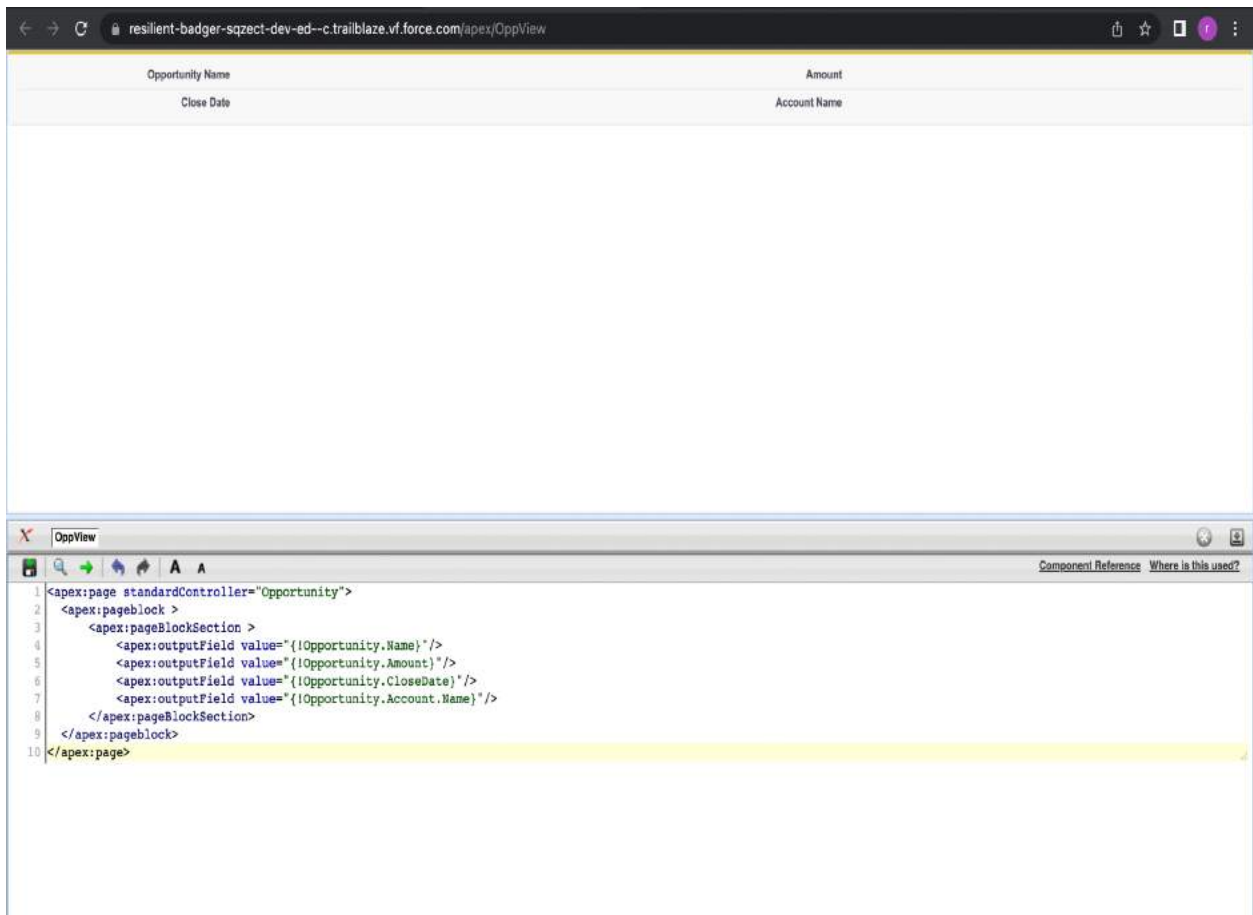 resilient-badger-sqzect-dev-ed--c.trailblaze.vf.force.com/apex/OppView
r
Opportunity Name Amount
Close Date Account Name
X OppView
A A Component Reference Where is this used?
1 <apex:page standardController="Opportunity">
2 <apex:pageblock >
3 <apex:pageBlockSection >
4 <apex:outputField value="{!Opportunity.Name}"/>
5 <apex:outputField value="{!Opportunity.Amount}"/>
6 <apex:outputField value="{!Opportunity.CloseDate}"/>
7 <apex:outputField value="{!Opportunity.Account.Name}"/>
8 </apex:pageBlockSection>
9 </apex:pageblock>
10 </apex:page>